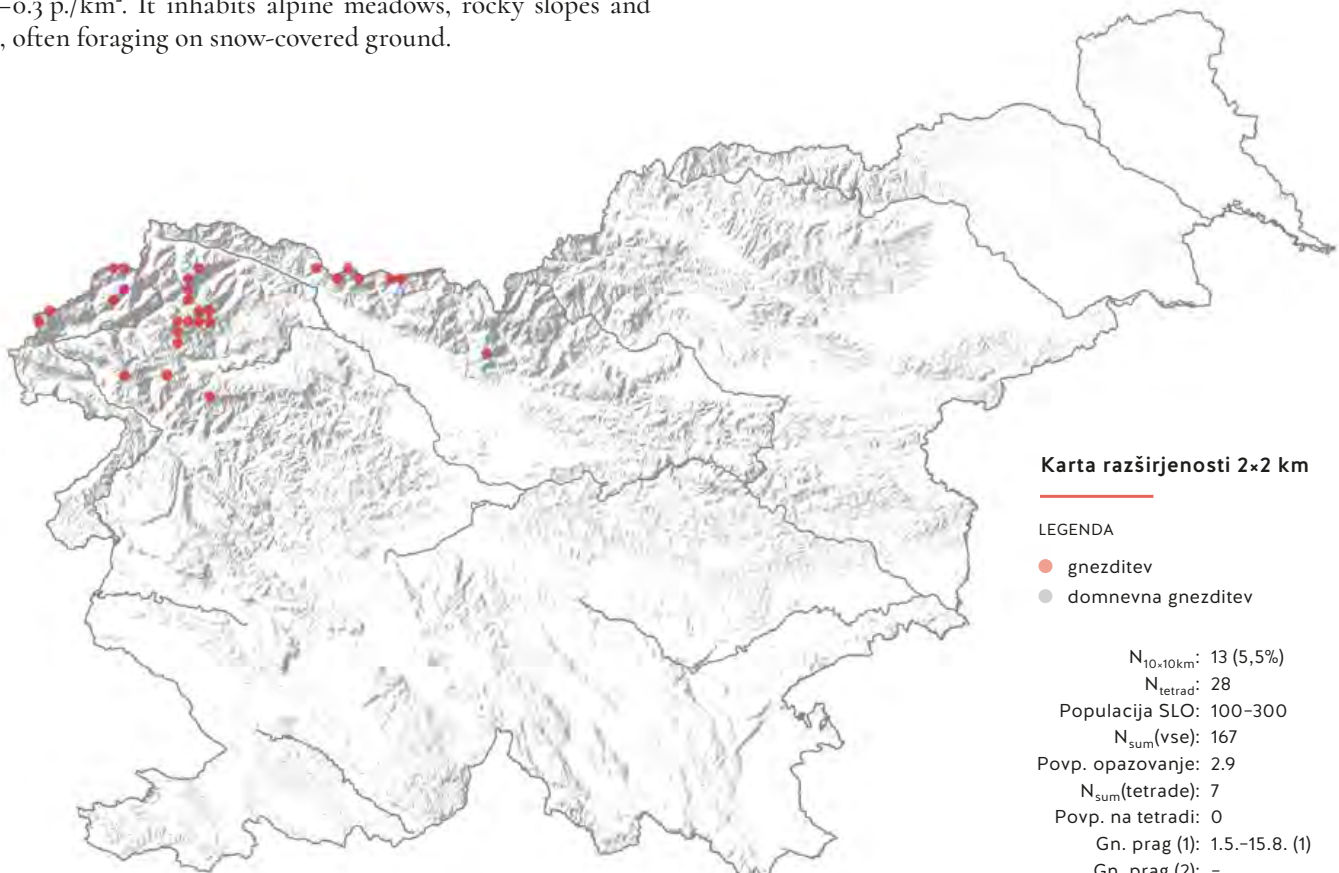 –0.3 p./km². It inhabits alpine meadows, rocky slopes and
, often foraging on snow-covered ground.
Karta razširjenosti 2×2 km
LEGENDA
gnezditev
domnevna gnezditev
N10×10km: 13 (5,5%)
Ntetrad: 28
Populacija SLO: 100–300
Nsum(vse): 167
Povp. opazovanje: 2.9
Nsum(tetrade): 7
Povp. na tetradi: 0
Gn. prag (1): 1.5.–15.8. (1)
Gn. prag (2): –